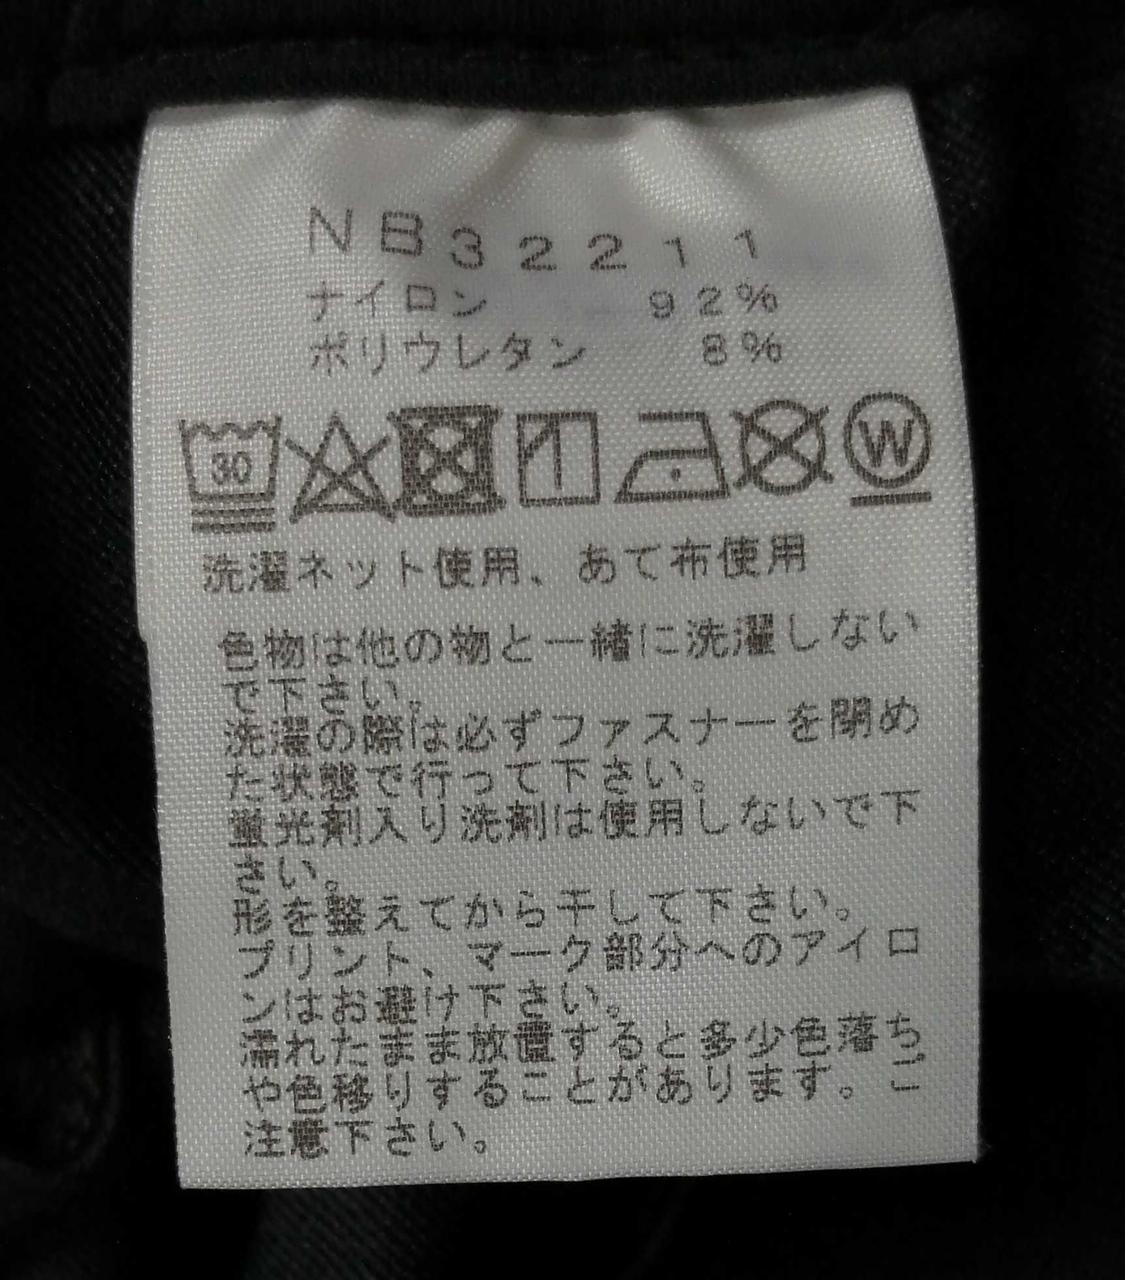 NB32211
ナイロン 92%
ポリウレタン 8%
30
W
洗濯ネット使用、あて布使用
色物は他の物と一緒に洗濯しない
で下さい。
洗濯の際は必ずファスナーを閉め
た状態で行って下さい。
蛍光剤入り洗剤は使用しないで下
さい。
形を整えてから干して下さい。
プリント、マーク部分へのアイロ
ンはお避け下さい。
濡れたまま放置すると多少色落ち
や色移りすることがあります。ご
注意下さい。